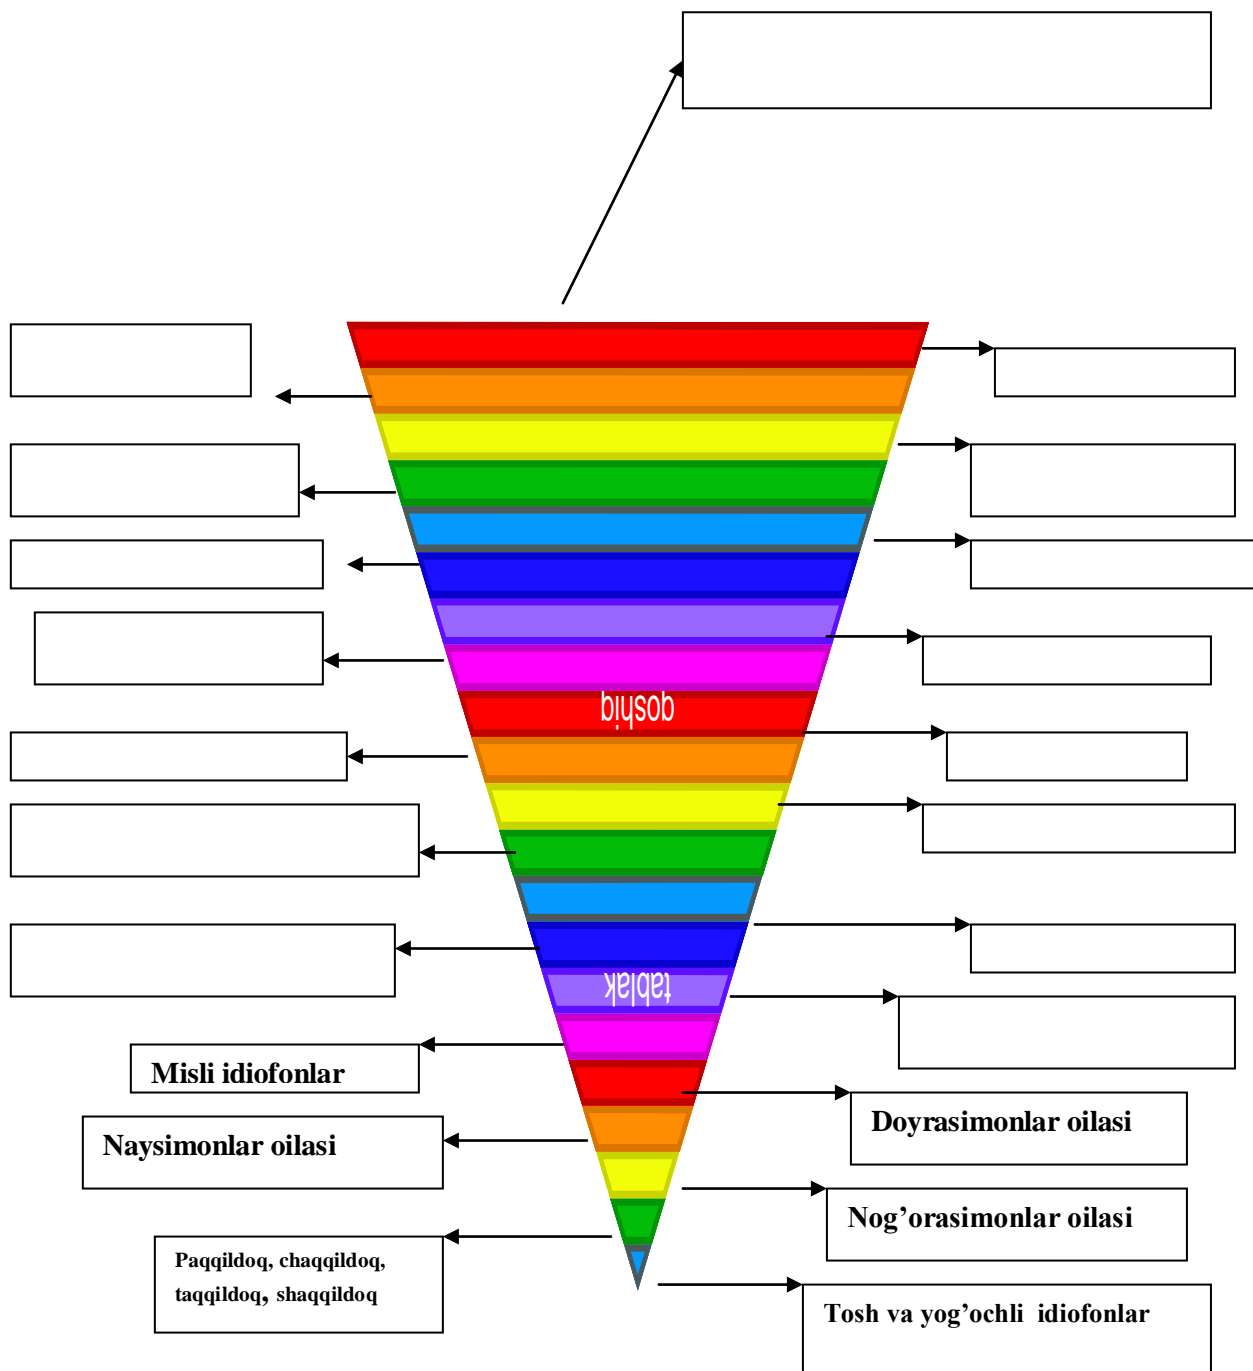 qoshiq
tablak
Misli idiofonlar
Doyrasimonlar oilasi
Naysimonlar oilasi
Nog’orasimonlar oilasi
Paqqildoq, chaqqildoq,
taqqildoq, shaqqildoq
Tosh va yog’ochli idiofonlar